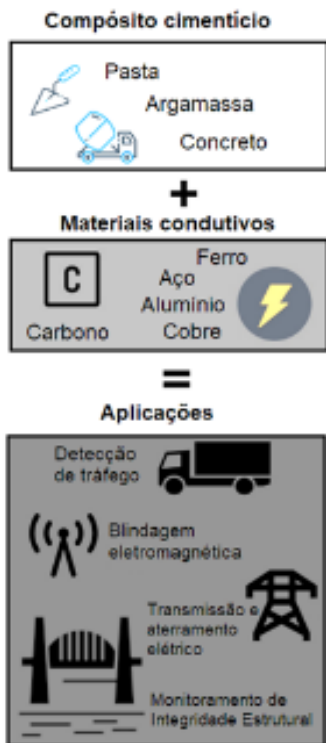 Compósito cimentício
Pasta
Argamassa
Concreto
+
Materiais condutivos
C
Carbono
Ferro
Aço
Alumínio
Cobre
=
Aplicações
Detecção
de tráfego
Blindagem
eletromagnética
Transmissão e
aterramento
elétrico
Monitoramento de
Integridade Estrutural